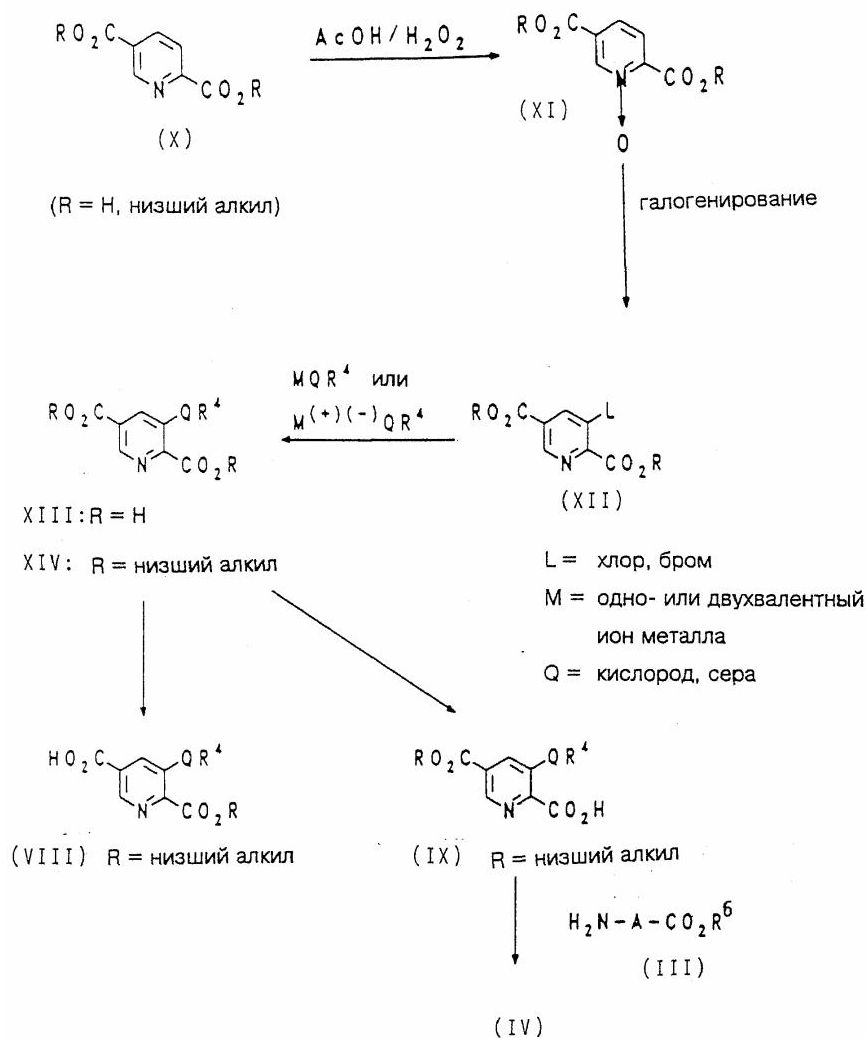 RO₂C
N
CO₂R
(X)
AcOH/H₂O₂
RO₂C
N
CO₂R
(XI)
O
(R = H, низший алкил)
галогенирование
RO₂C
QR⁴
N
CO₂R
XIII: R = H
XIV: R = низший алкил
MQR⁴ или
M⁽⁺⁾⁽⁻⁾QR⁴
RO₂C
L
N
CO₂R
(XII)
L = хлор, бром
M = одно- или двухвалентный
ион металла
Q = кислород, сера
HO₂C
QR⁴
N
CO₂R
(VIII) R = низший алкил
RO₂C
QR⁴
N
CO₂H
(IX) R = низший алкил
H₂N-A-CO₂R⁶
(III)
(IV)